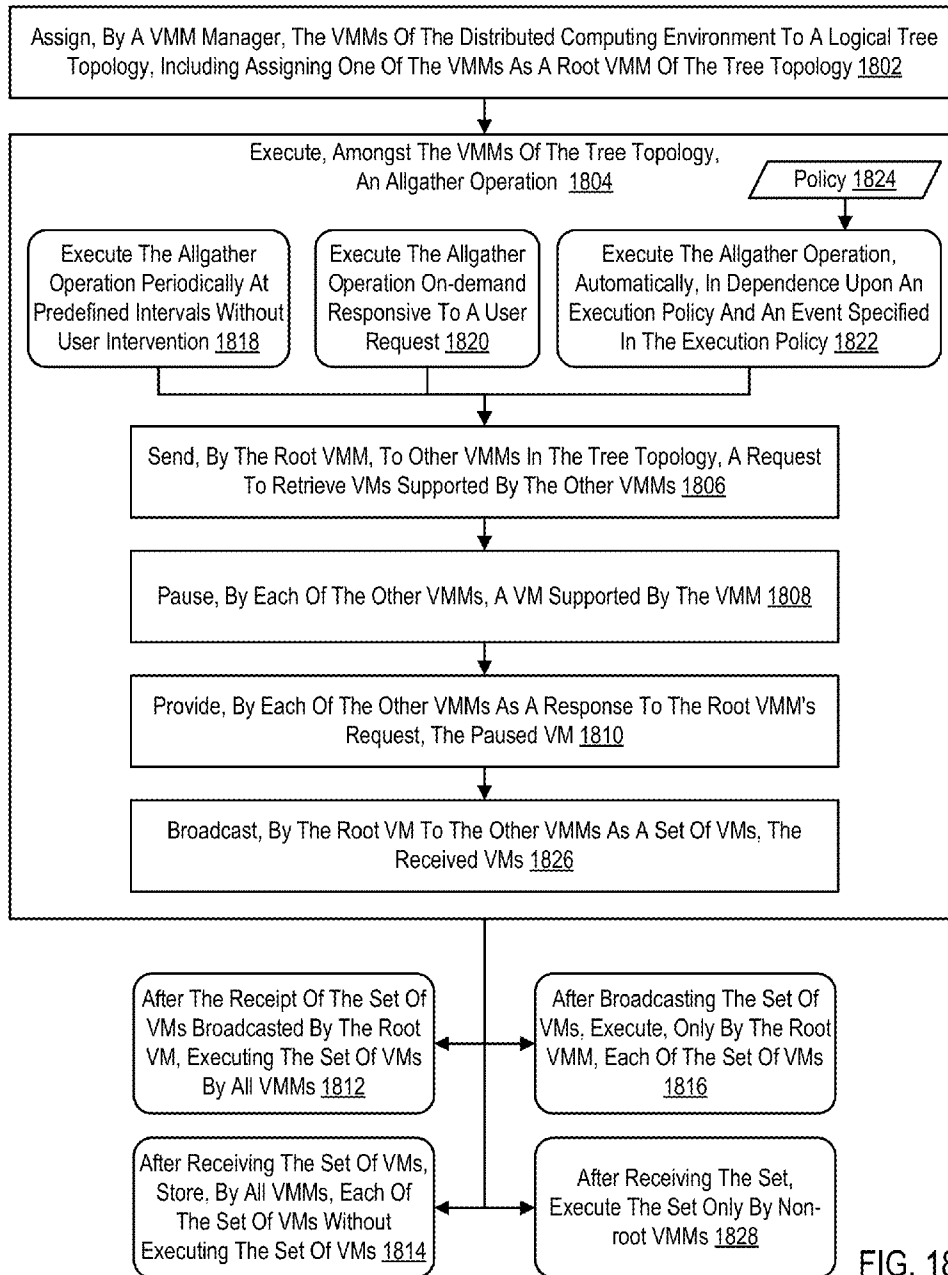 Assign, By A VMM Manager, The VMMs Of The Distributed Computing Environment To A Logical Tree
Topology, Including Assigning One Of The VMMs As A Root VMM Of The Tree Topology 1802
Execute, Amongst The VMMs Of The Tree Topology,
An Allgather Operation 1804
Policy 1824
Execute The Allgather
Operation Periodically At
Predefined Intervals Without
User Intervention 1818
Execute The Allgather
Operation On-demand
Responsive To A User
Request 1820
Execute The Allgather Operation,
Automatically, In Dependence Upon An
Execution Policy And An Event Specified
In The Execution Policy 1822
Send, By The Root VMM, To Other VMMs In The Tree Topology, A Request
To Retrieve VMs Supported By The Other VMMs 1806
Pause, By Each Of The Other VMMs, A VM Supported By The VMM 1808
Provide, By Each Of The Other VMMs As A Response To The Root VMM's
Request, The Paused VM 1810
Broadcast, By The Root VM To The Other VMMs As A Set Of VMs, The
Received VMs 1826
After The Receipt Of The Set Of
VMs Broadcasted By The Root
VM, Executing The Set Of VMs
By All VMMs 1812
After Broadcasting The Set Of
VMs, Execute, Only By The Root
VMM, Each Of The Set Of VMs
1816
After Receiving The Set Of VMs,
Store, By All VMMs, Each Of
The Set Of VMs Without
Executing The Set Of VMs 1814
After Receiving The Set,
Execute The Set Only By Non-
root VMMs 1828
FIG. 18